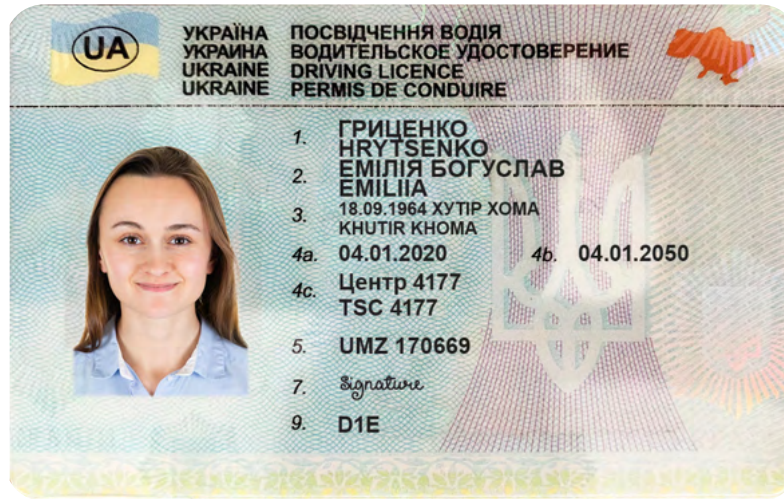 UA
УКРАЇНА ПОСВІДЧЕННЯ ВОДІЯ
УКРАИНА ВОДИТЕЛЬСКОЕ УДОСТОВЕРЕНИЕ
UKRAINE DRIVING LICENCE
UKRAINE PERMIS DE CONDUIRE
1. ГРИЦЕНКО
HRYTSENKO
2. ЕМІЛІЯ БОГУСЛАВ
EMILIIA
3. 18.09.1964 ХУТІР ХОМА
KHUTIR KHOMA
4a. 04.01.2020 4b. 04.01.2050
4c. Центр 4177
TSC 4177
5. UMZ 170669
7. Signature
9. D1E